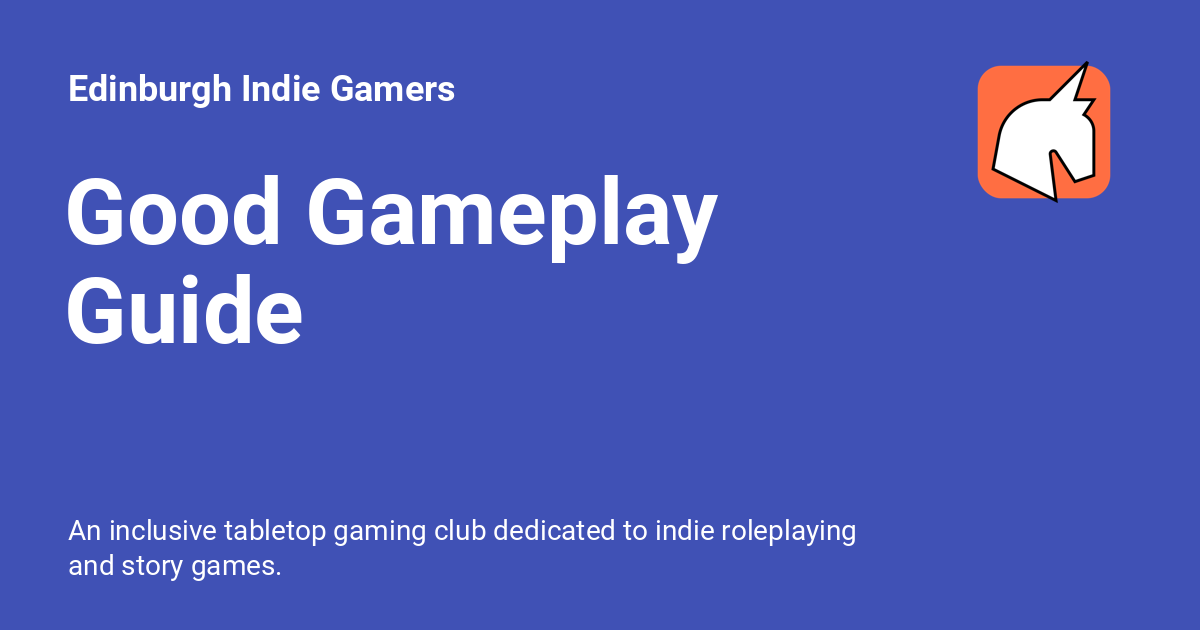 Edinburgh Indie Gamers
Good Gameplay
Guide
An inclusive tabletop gaming club dedicated to indie roleplaying
and story games.